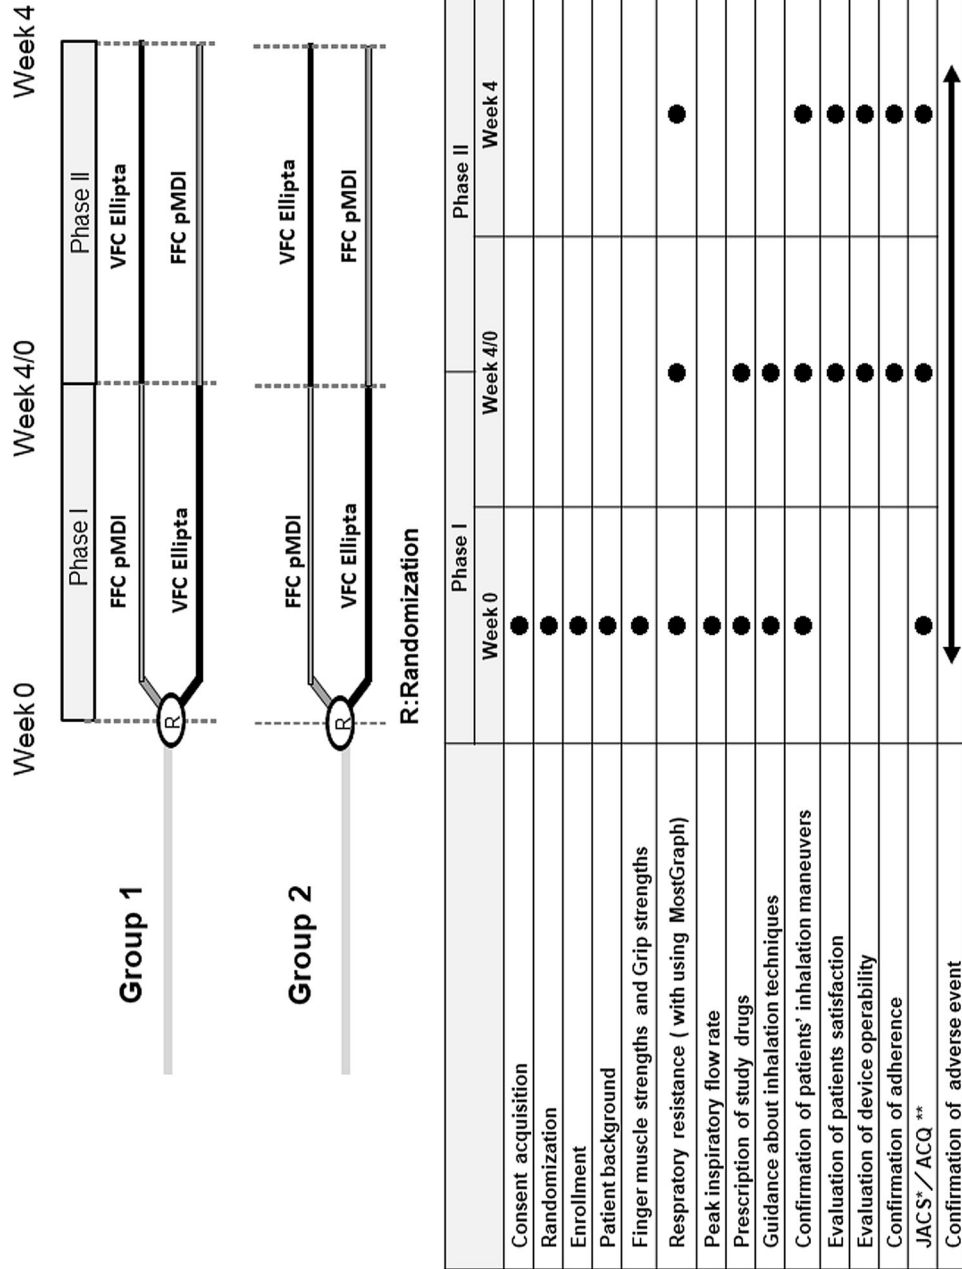 Week 0 Week 4/0 Week 4
Phase I Phase II
FFC pMDI VFC Ellipta
Group 1
R
VFC Ellipta FFC pMDI
FFC pMDI VFC Ellipta
Group 2
R
VFC Ellipta FFC pMDI
R:Randomization
Phase I Phase II
Week 0 Week 4/0 Week 4
Consent acquisition
Randomization
Enrollment
Patient background
Finger muscle strengths and Grip strengths
Respratory resistance ( with using MostGraph)
Peak inspiratory flow rate
Prescription of study drugs
Guidance about inhalation techniques
Confirmation of patients' inhalation maneuvers
Evaluation of patients satisfaction
Evaluation of device operability
Confirmation of adherence
JACS*／ACQ **
Confirmation of adverse event